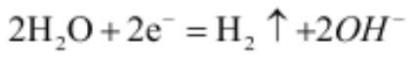 2H₂O + 2e⁻ = H₂ ↑ +2OH⁻